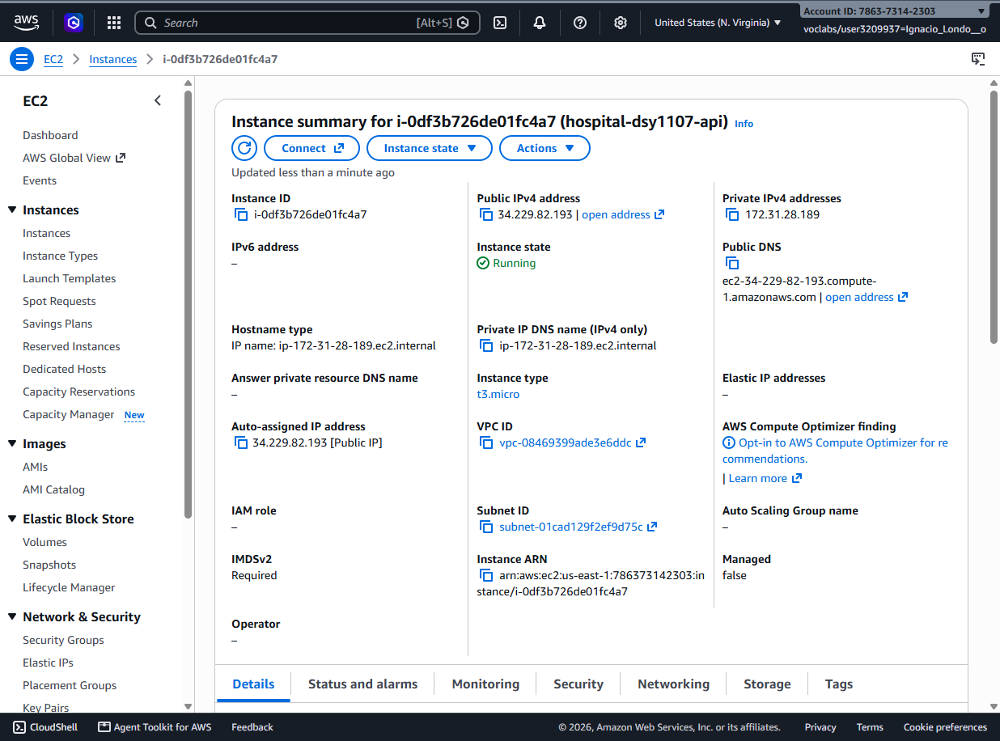 aws
Search [Alt+S]
United States (N. Virginia)
Account ID: 7863-7314-2303
voclabs/user3209937=Ignacio_Londo__o
EC2
Instances
i-0df3b726de01fc4a7
EC2
Dashboard
AWS Global View
Events
Instances
Instances
Instance Types
Launch Templates
Spot Requests
Savings Plans
Reserved Instances
Dedicated Hosts
Capacity Reservations
Capacity Manager New
Images
AMIs
AMI Catalog
Elastic Block Store
Volumes
Snapshots
Lifecycle Manager
Network & Security
Security Groups
Elastic IPs
Placement Groups
Key Pairs
Instance summary for i-0df3b726de01fc4a7 (hospital-dsy1107-api) Info
Connect
Instance state
Actions
Updated less than a minute ago
Instance ID
i-0df3b726de01fc4a7
Public IPv4 address
34.229.82.193 | open address
Private IPv4 addresses
172.31.28.189
IPv6 address
–
Instance state
Running
Public DNS
ec2-34-229-82-193.compute-
1.amazonaws.com | open address
Hostname type
IP name: ip-172-31-28-189.ec2.internal
Private IP DNS name (IPv4 only)
ip-172-31-28-189.ec2.internal
Answer private resource DNS name
–
Instance type
t3.micro
Elastic IP addresses
–
Auto-assigned IP address
34.229.82.193 [Public IP]
VPC ID
vpc-08469399ade3e6ddc
AWS Compute Optimizer finding
Opt-in to AWS Compute Optimizer for re
commendations.
| Learn more
IAM role
–
Subnet ID
subnet-01cad129f2ef9d75c
Auto Scaling Group name
–
IMDSv2
Required
Instance ARN
arn:aws:ec2:us-east-1:786373142303:in
stance/i-0df3b726de01fc4a7
Managed
false
Operator
–
Details
Status and alarms
Monitoring
Security
Networking
Storage
Tags
CloudShell
Agent Toolkit for AWS
Feedback
© 2026, Amazon Web Services, Inc. or its affiliates.
Privacy
Terms
Cookie preferences